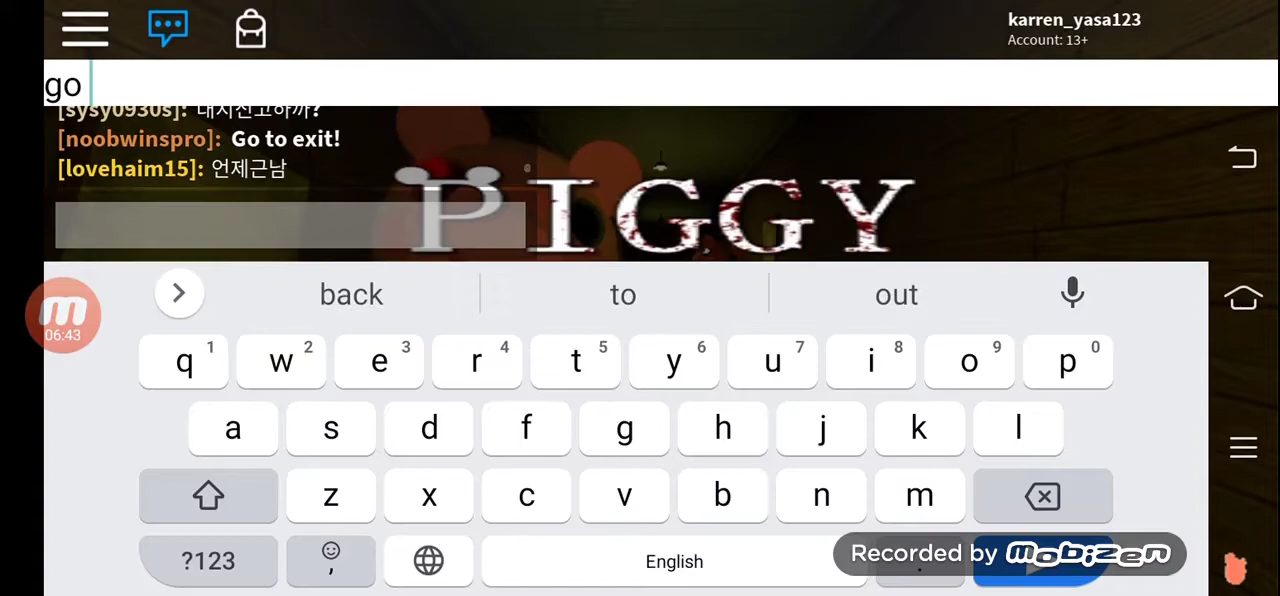 karren_yasa123
Account: 13+
go
[sysy0930s]: 대지신고하까?
[noobwinspro]: Go to exit!
[lovehaim15]: 언제근남
PIGGY
back to out
06:43
q 1 w 2 e 3 r 4 t 5 y 6 u 7 i 8 o 9 p 0
a s d f g h j k l
z x c v b n m
?123 , English .
Recorded by mobizen